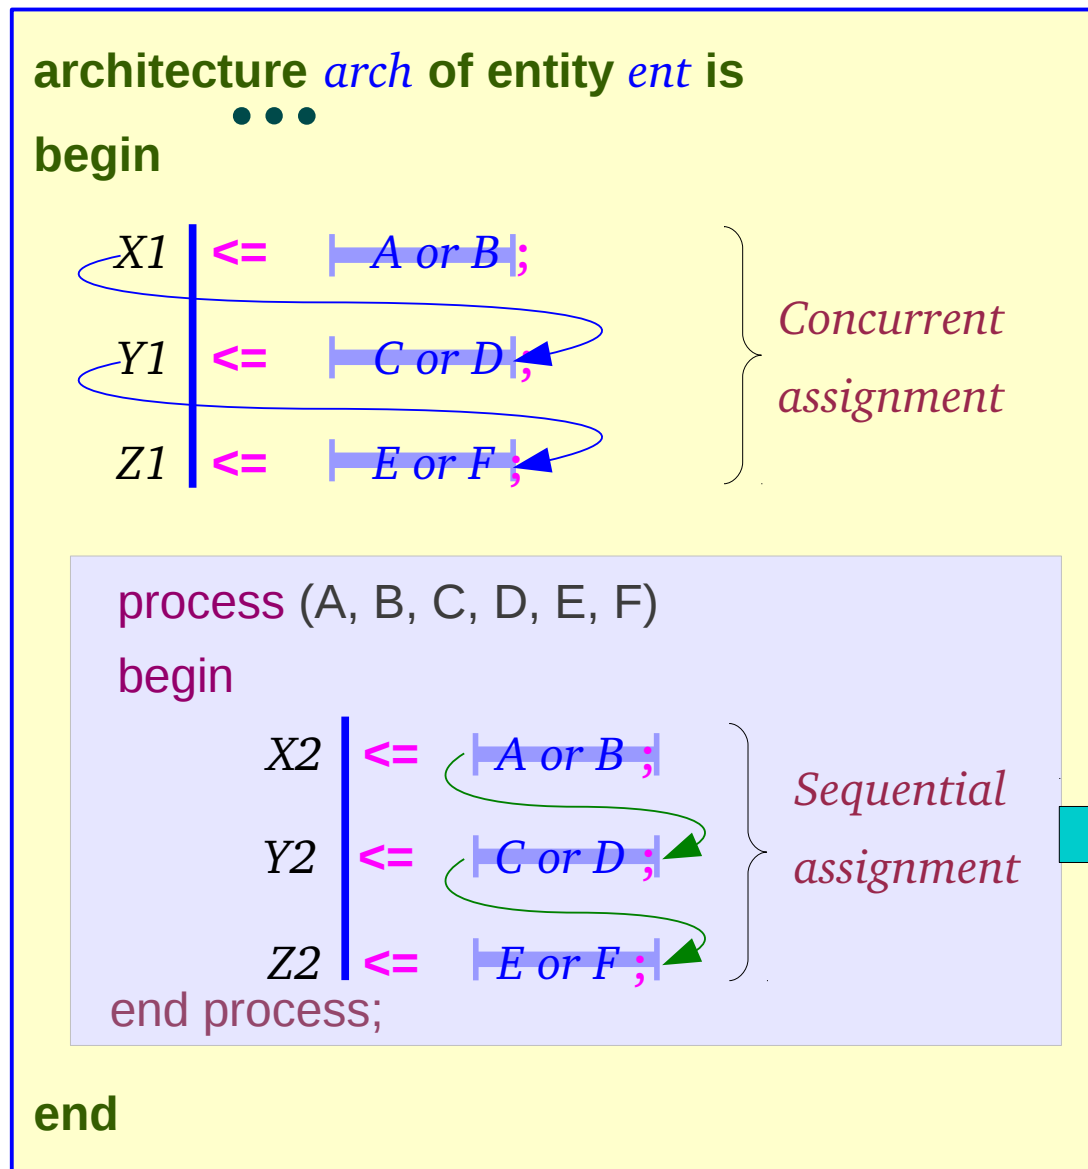 architecture arch of entity ent is
●●●
begin
X1 <= A or B ;
Y1 <= C or D ;
Z1 <= E or F ;
Concurrent
assignment
process (A, B, C, D, E, F)
begin
X2 <= A or B ;
Y2 <= C or D ;
Z2 <= E or F ;
Sequential
assignment
end process;
end